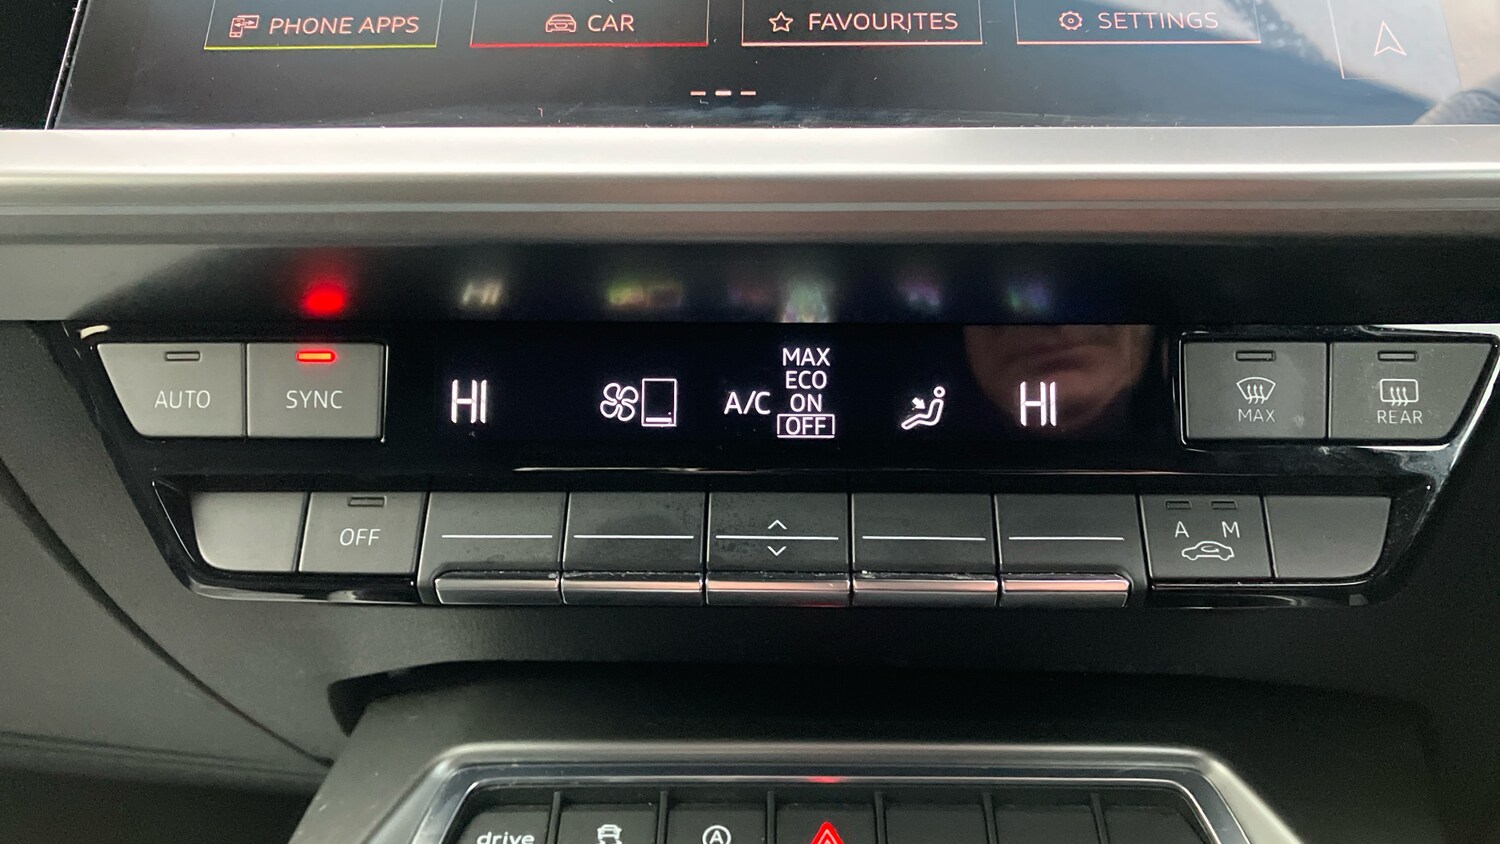 PHONE APPS CAR FAVOURITES SETTINGS
MAX
ECO
AUTO SYNC HI A/C ON HI MAX REAR
OFF
OFF A M
drive A